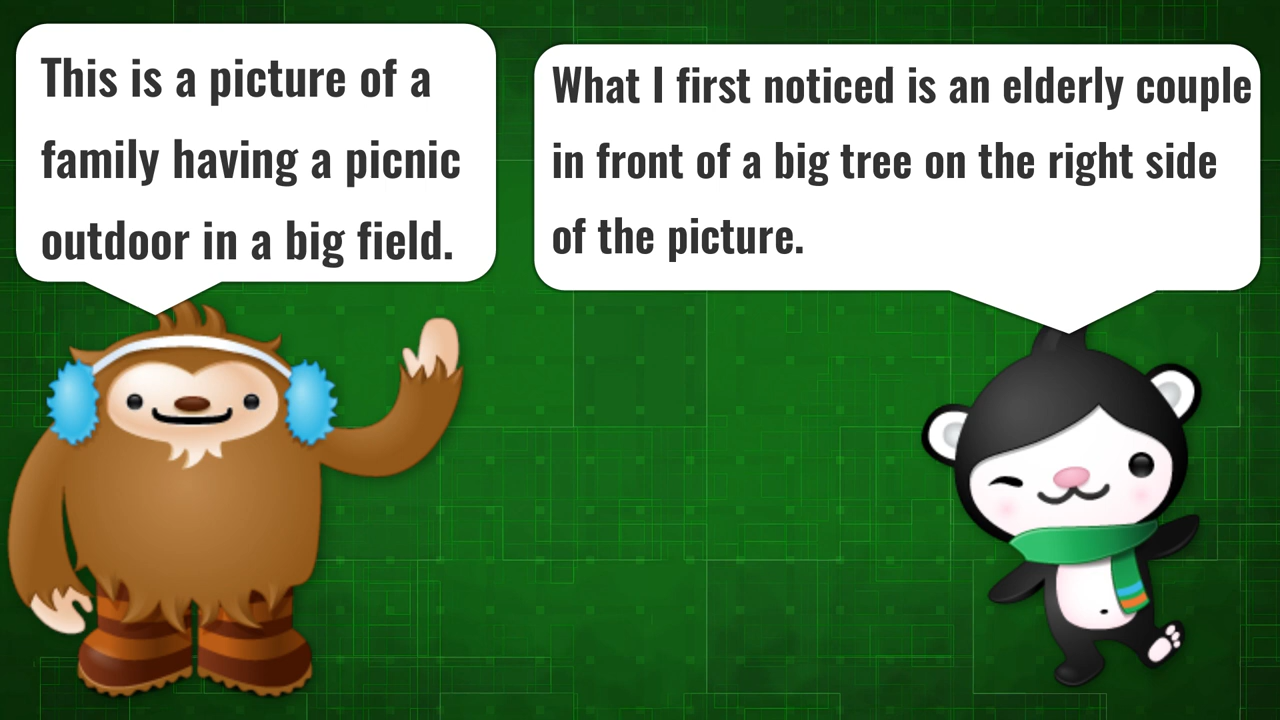 This is a picture of a
family having a picnic
outdoor in a big field.
What I first noticed is an elderly couple
in front of a big tree on the right side
of the picture.